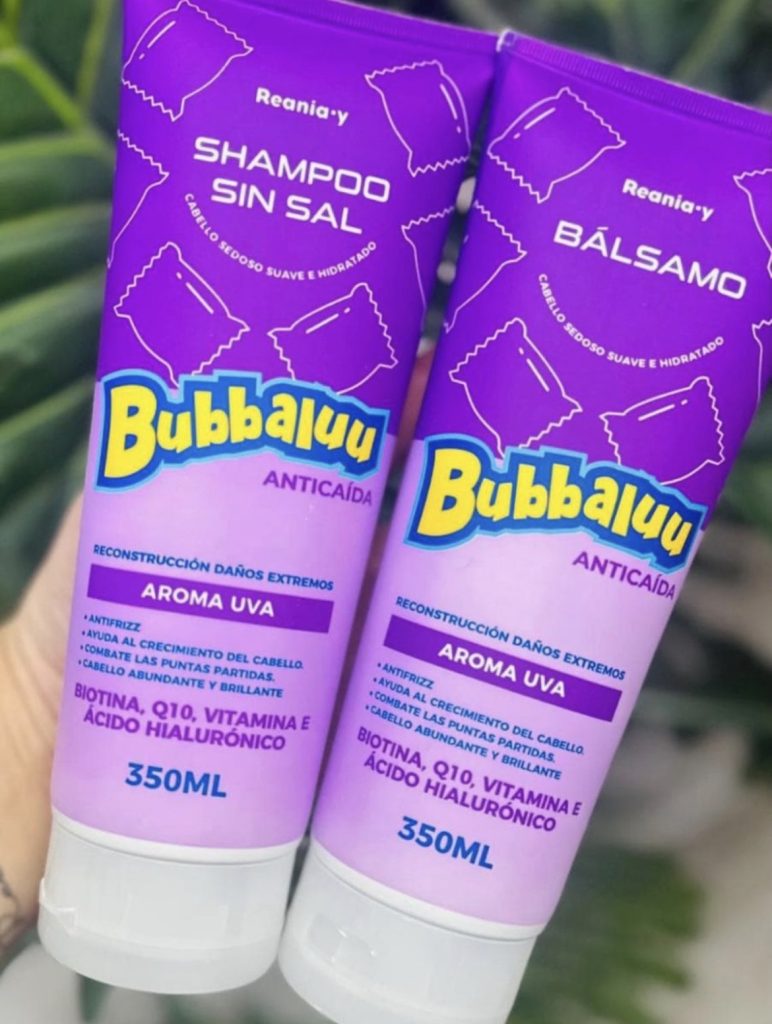 Reania•y
SHAMPOO
SIN SAL
CABELLO SEDOSO SUAVE E HIDRATADO
Bubbaluu
ANTICAÍDA
RECONSTRUCCIÓN DAÑOS EXTREMOS
AROMA UVA
• ANTIFRIZZ
• AYUDA AL CRECIMIENTO DEL CABELLO.
• COMBATE LAS PUNTAS PARTIDAS.
• CABELLO ABUNDANTE Y BRILLANTE
BIOTINA, Q10, VITAMINA E
ÁCIDO HIALURÓNICO
350ML
Reania•y
BÁLSAMO
CABELLO SEDOSO SUAVE E HIDRATADO
Bubbaluu
ANTICAÍDA
RECONSTRUCCIÓN DAÑOS EXTREMOS
AROMA UVA
• ANTIFRIZZ
• AYUDA AL CRECIMIENTO DEL CABELLO.
• COMBATE LAS PUNTAS PARTIDAS.
• CABELLO ABUNDANTE Y BRILLANTE
BIOTINA, Q10, VITAMINA E
ÁCIDO HIALURÓNICO
350ML